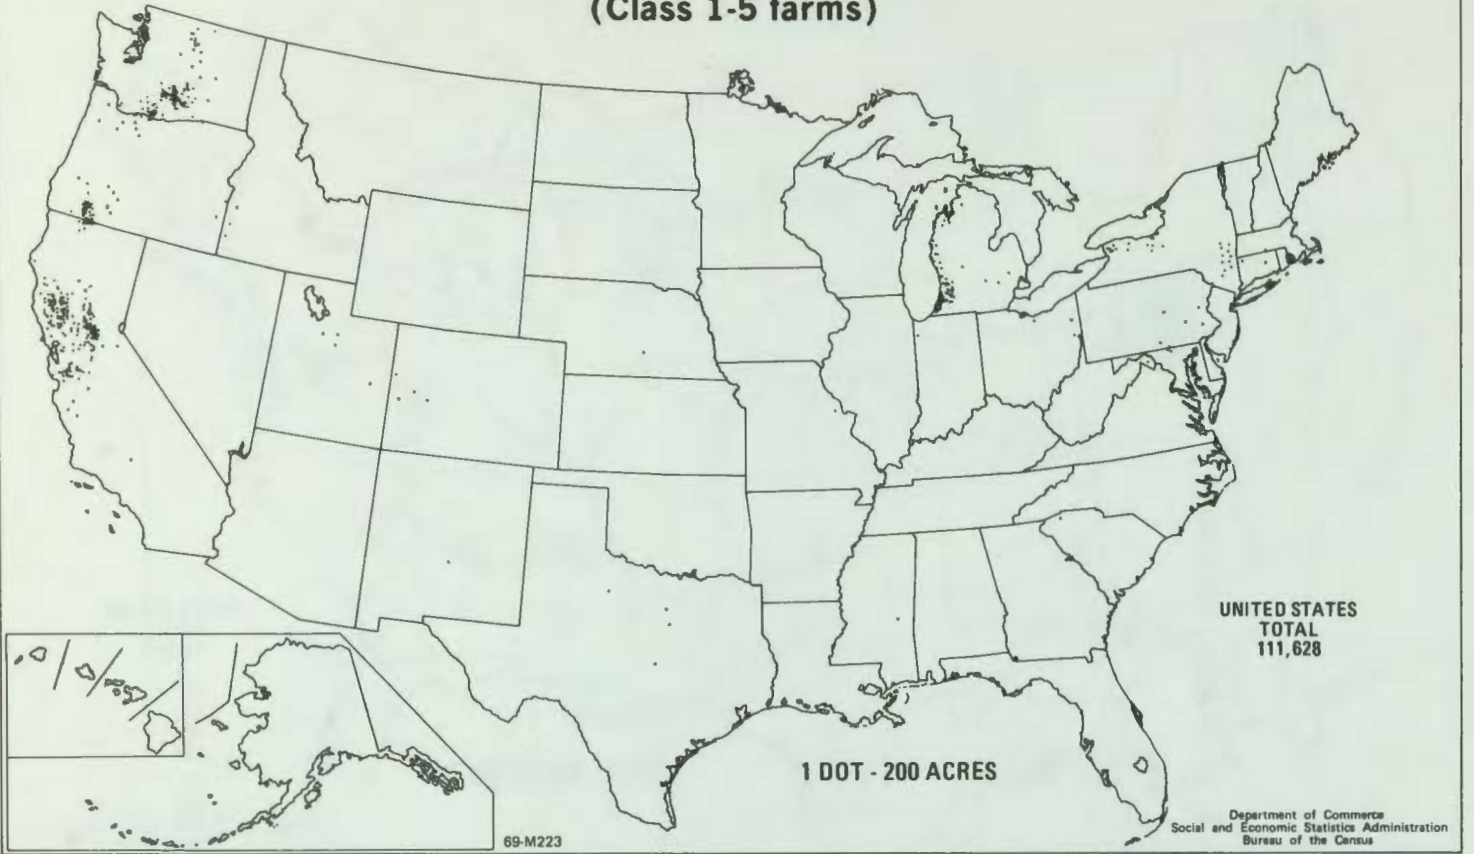 (Class 1-5 farms)
UNITED STATES
TOTAL
111,628
1 DOT - 200 ACRES
69-M223
Department of Commerce
Social and Economic Statistics Administration
Bureau of the Census